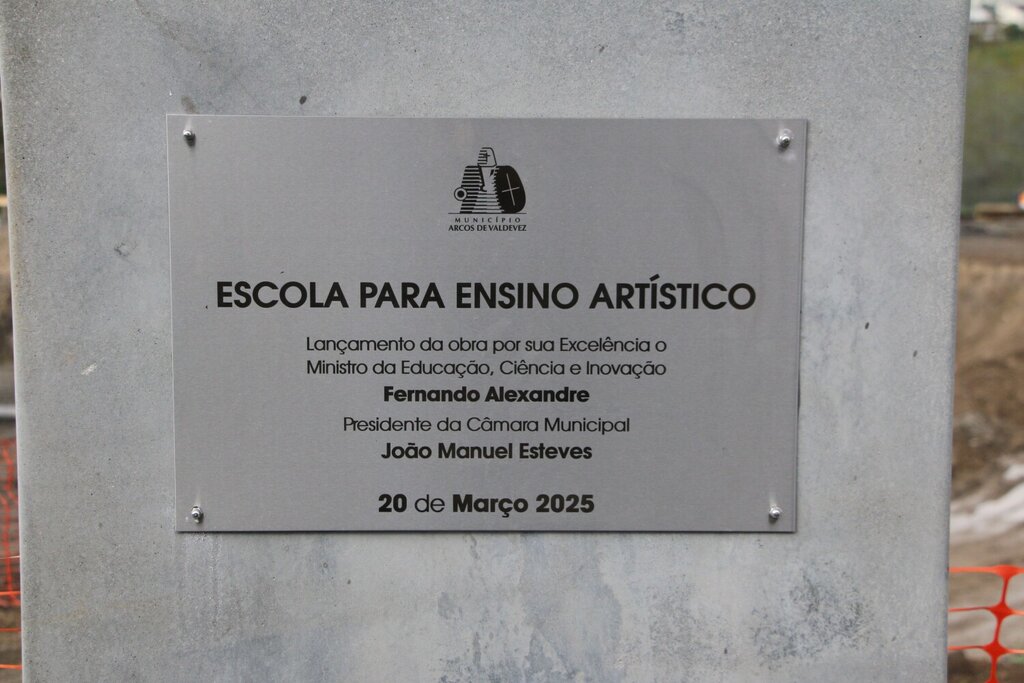 MUNICÍPIO
ARCOS DE VALDEVEZ
ESCOLA PARA ENSINO ARTÍSTICO
Lançamento da obra por sua Excelência o
Ministro da Educação, Ciência e Inovação
Fernando Alexandre
Presidente da Câmara Municipal
João Manuel Esteves
20 de Março 2025